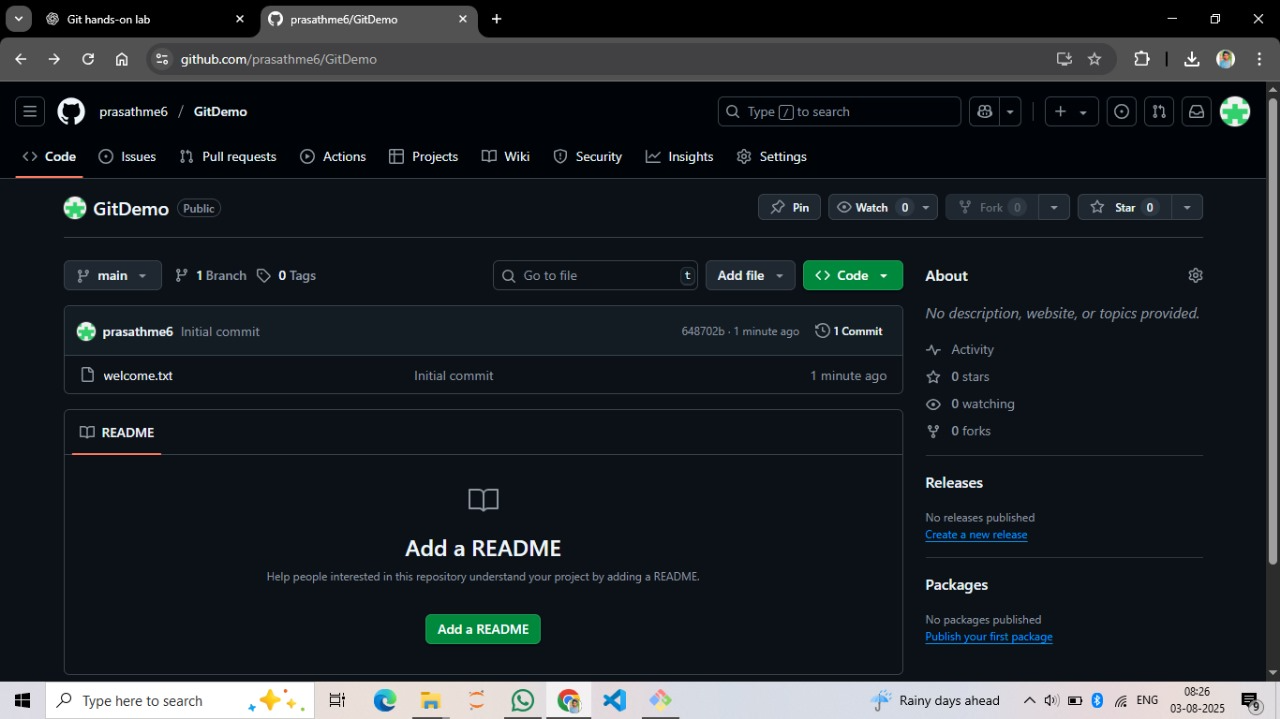 Git hands-on lab
prasathme6/GitDemo
github.com/prasathme6/GitDemo
prasathme6 / GitDemo
Type / to search
Code Issues Pull requests Actions Projects Wiki Security Insights Settings
GitDemo Public
Pin Watch 0 Fork 0 Star 0
main 1 Branch 0 Tags Go to file t Add file Code
About
No description, website, or topics provided.
prasathme6 Initial commit 648702b · 1 minute ago 1 Commit
welcome.txt Initial commit 1 minute ago
Activity
0 stars
0 watching
0 forks
README
Add a README
Help people interested in this repository understand your project by adding a README.
Add a README
Releases
No releases published
Create a new release
Packages
No packages published
Publish your first package
Type here to search
Rainy days ahead
ENG
08:26
03-08-2025
9